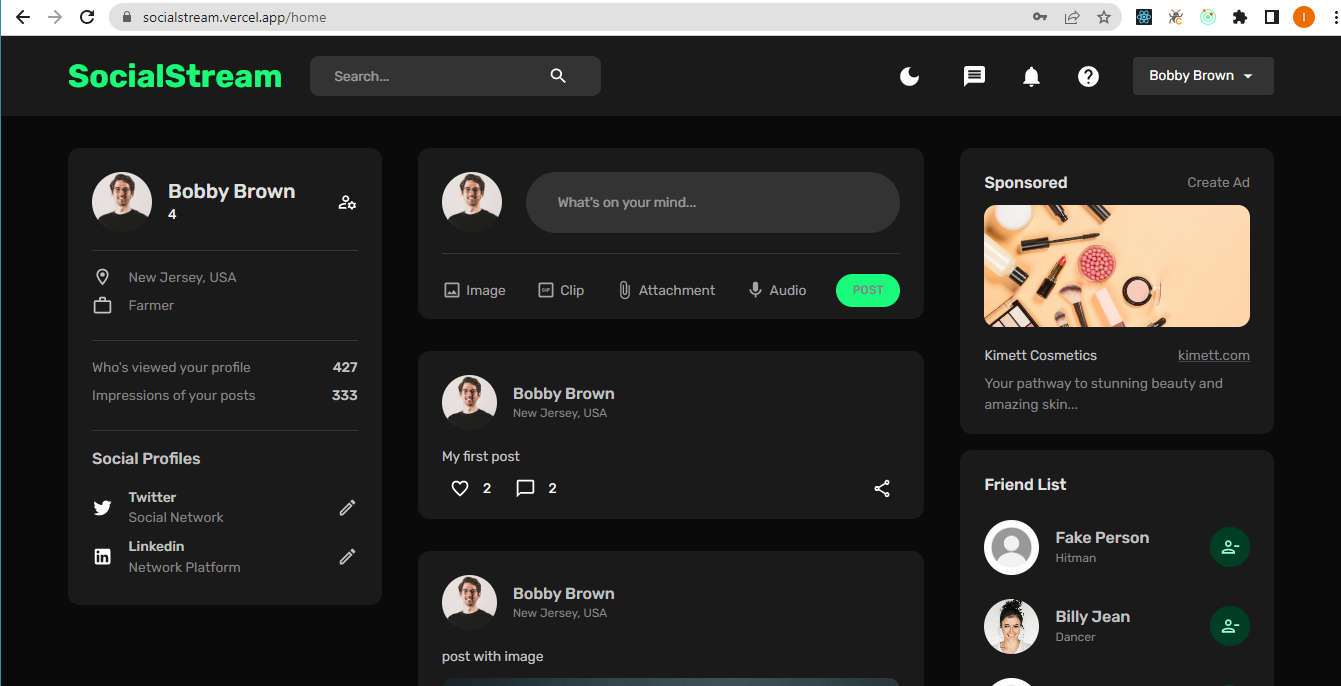 socialstream.vercel.app/home
SocialStream
Search...
Bobby Brown
Bobby Brown
4
New Jersey, USA
Farmer
Who's viewed your profile 427
Impressions of your posts 333
Social Profiles
Twitter
Social Network
Linkedin
Network Platform
What's on your mind...
Image GIF Clip Attachment Audio POST
Bobby Brown
New Jersey, USA
My first post
2 2
Bobby Brown
New Jersey, USA
post with image
Sponsored Create Ad
Kimett Cosmetics kimett.com
Your pathway to stunning beauty and
amazing skin...
Friend List
Fake Person
Hitman
Billy Jean
Dancer